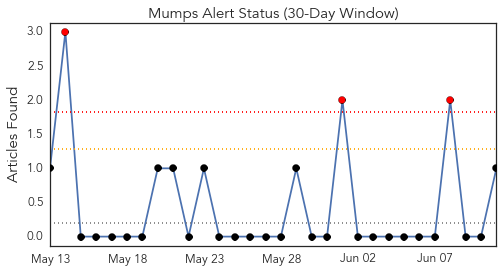 Mumps Alert Status (30-Day Window)
Articles Found
3.0
2.5
2.0
1.5
1.0
0.5
0.0
May 13 May 18 May 23 May 28 Jun 02 Jun 07